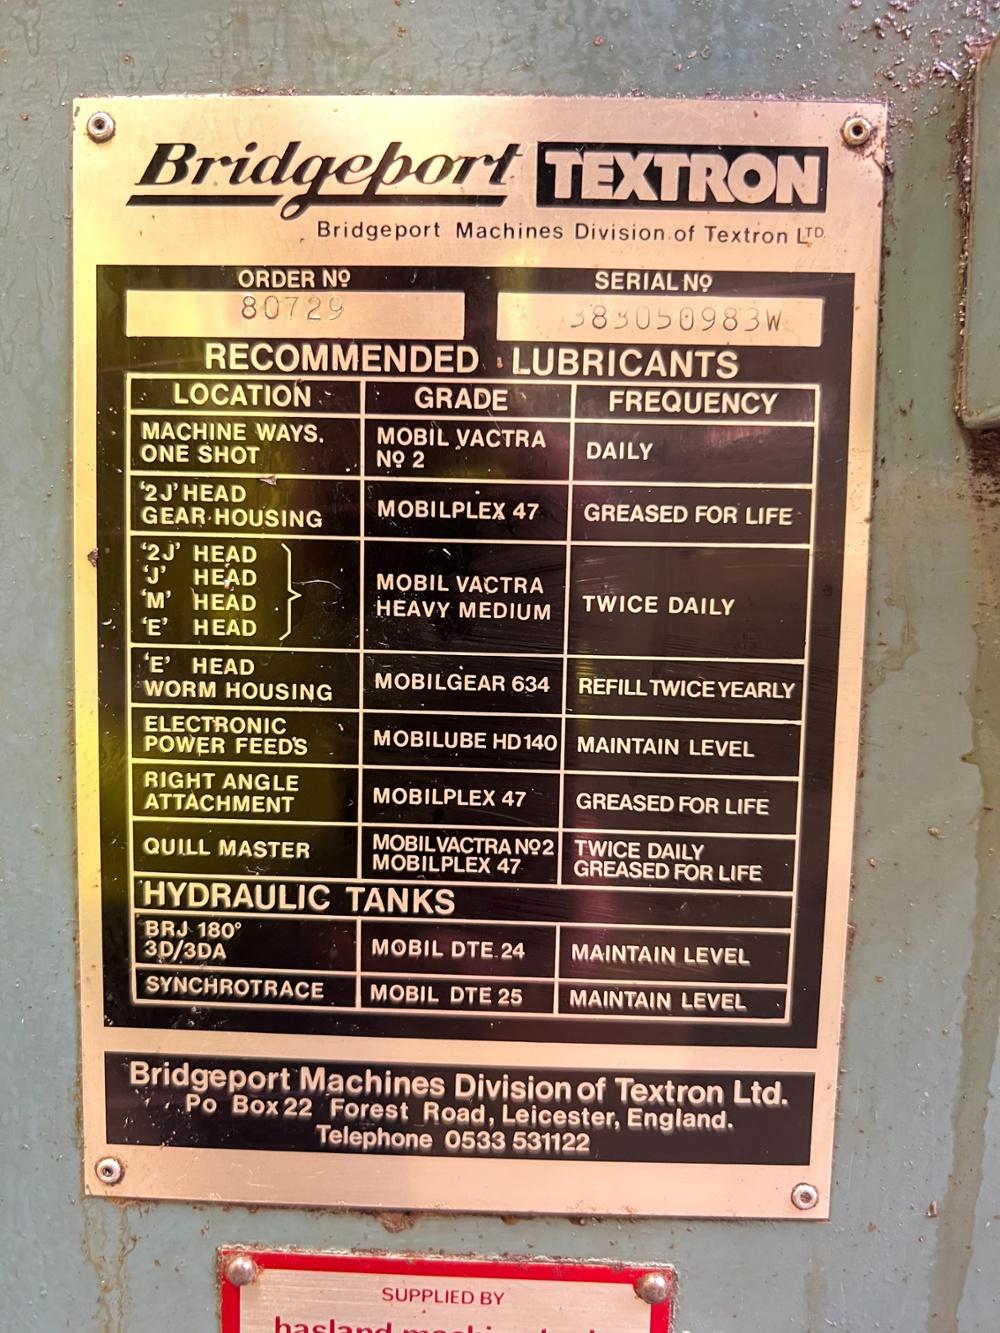 Bridgeport TEXTRON
Bridgeport Machines Division of Textron LTD.
ORDER Nº SERIAL Nº
80729 383050983W
RECOMMENDED LUBRICANTS
LOCATION GRADE FREQUENCY
MACHINE WAYS.
ONE SHOT
MOBIL VACTRA
Nº 2
DAILY
'2J' HEAD
GEAR HOUSING
MOBILPLEX 47
GREASED FOR LIFE
'2J' HEAD
'J' HEAD
'M' HEAD
'E' HEAD
MOBIL VACTRA
HEAVY MEDIUM
TWICE DAILY
'E' HEAD
WORM HOUSING
MOBILGEAR 634
REFILL TWICE YEARLY
ELECTRONIC
POWER FEEDS
MOBILUBE HD140
MAINTAIN LEVEL
RIGHT ANGLE
ATTACHMENT
MOBILPLEX 47
GREASED FOR LIFE
QUILL MASTER
MOBILVACTRA Nº2
MOBILPLEX 47
TWICE DAILY
GREASED FOR LIFE
HYDRAULIC TANKS
BRJ 180°
3D/3DA
MOBIL DTE 24
MAINTAIN LEVEL
SYNCHROTRACE
MOBIL DTE 25
MAINTAIN LEVEL
Bridgeport Machines Division of Textron Ltd.
Po Box 22 Forest Road, Leicester, England.
Telephone 0533 531122
SUPPLIED BY
hasland